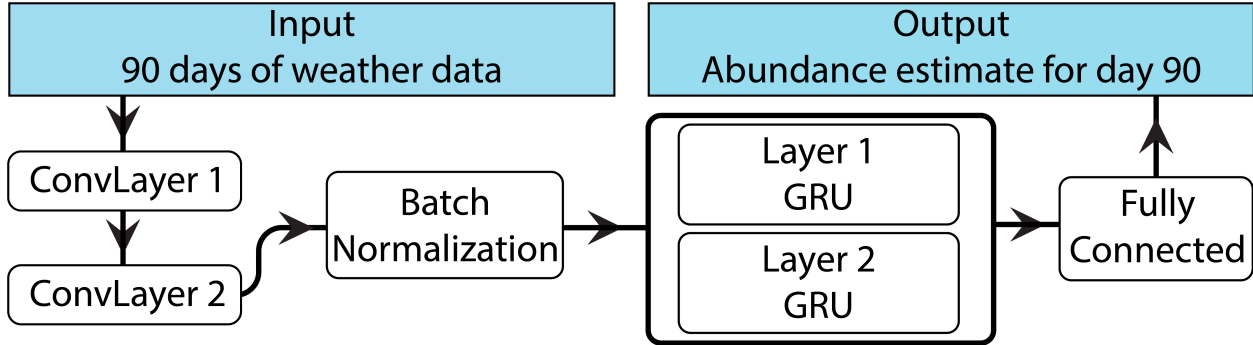 Input
90 days of weather data
ConvLayer 1
ConvLayer 2
Batch
Normalization
Layer 1
GRU
Layer 2
GRU
Fully
Connected
Output
Abundance estimate for day 90